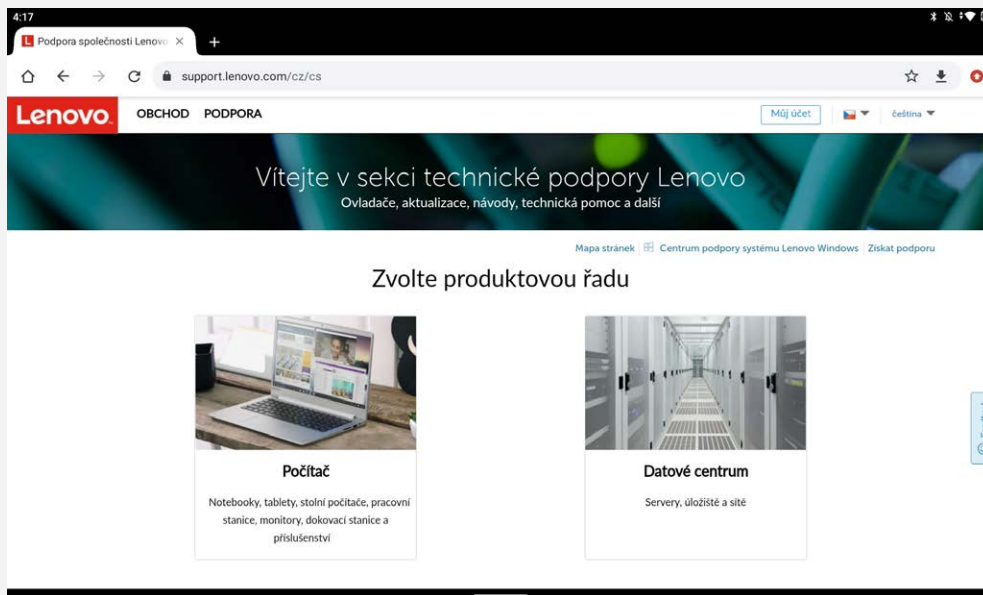 4:17
Podpora společnosti Lenovo
support.lenovo.com/cz/cs
Lenovo. OBCHOD PODPORA Můj účet čeština
Vítejte v sekci technické podpory Lenovo
Ovladače, aktualizace, návody, technická pomoc a další
Mapa stránek Centrum podpory systému Lenovo Windows Získat podporu
Zvolte produktovou řadu
Počítač
Notebooky, tablety, stolní počítače, pracovní
stanice, monitory, dokovací stanice a
příslušenství
Datové centrum
Servery, úložiště a sítě